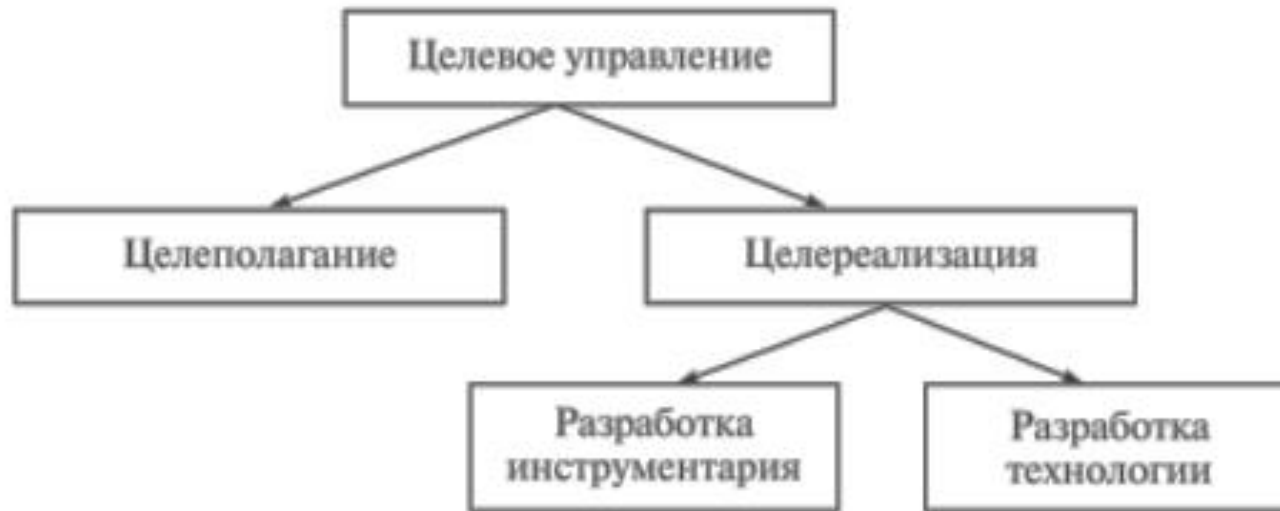 Целевое управление
Целеполагание
Целереализация
Разработка
инструментария
Разработка
технологии